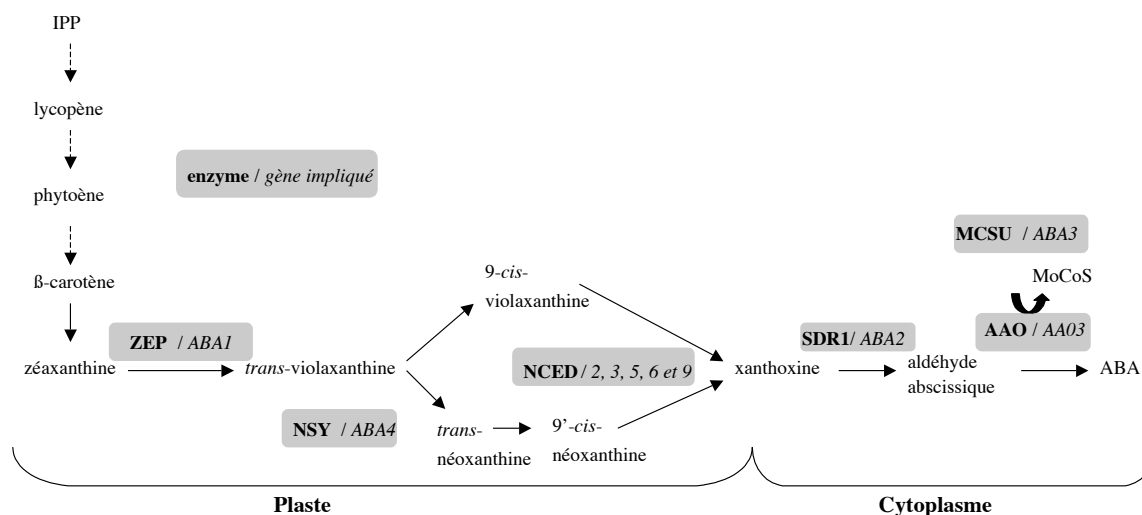 IPP
lycopène
enzyme / gène impliqué
phytoène
MCSU / ABA3
ß-carotène
9-cis-
violaxanthine
MoCoS
ZEP / ABA1
SDR1/ ABA2
AAO / AA03
zéaxanthine
trans-violaxanthine
NCED / 2, 3, 5, 6 et 9
xanthoxine
aldéhyde
abscissique
ABA
NSY / ABA4
trans-
néoxanthine
9’-cis-
néoxanthine
Plaste
Cytoplasme